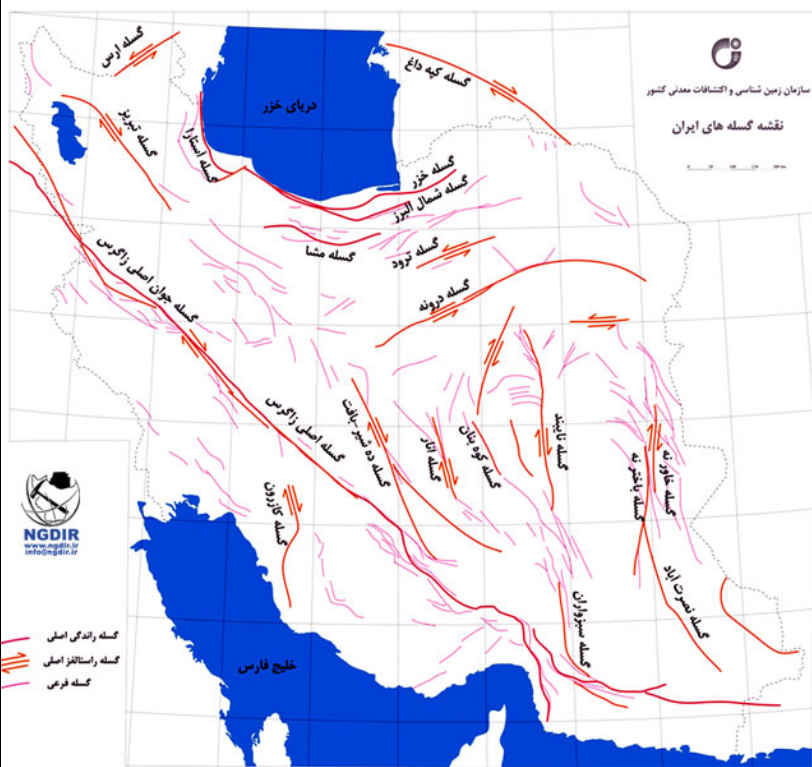 سازمان زمین شناسی و اکتشافات معدنی کشور
نقشه گسله های ایران
گسله ارس
گسله کپه داغ
دریای خزر
گسله تبریز
گسله آستارا
گسله خزر
گسله شمال البرز
گسله مشا
گسله ترود
گسله درونه
گسله جوان اصلی زاگرس
گسله اصلی زاگرس
گسله ده شیر-بافت
گسله انار
گسله کوه بنان
گسله نایبند
گسله باختر نه
گسله خاور نه
گسله کازرون
گسله سبزواران
گسله نصرت آباد
خلیج فارس
NGDIR
www.ngdir.ir
info@ngdir.ir
گسله راندگی اصلی
گسله راستالغز اصلی
گسله فرعی